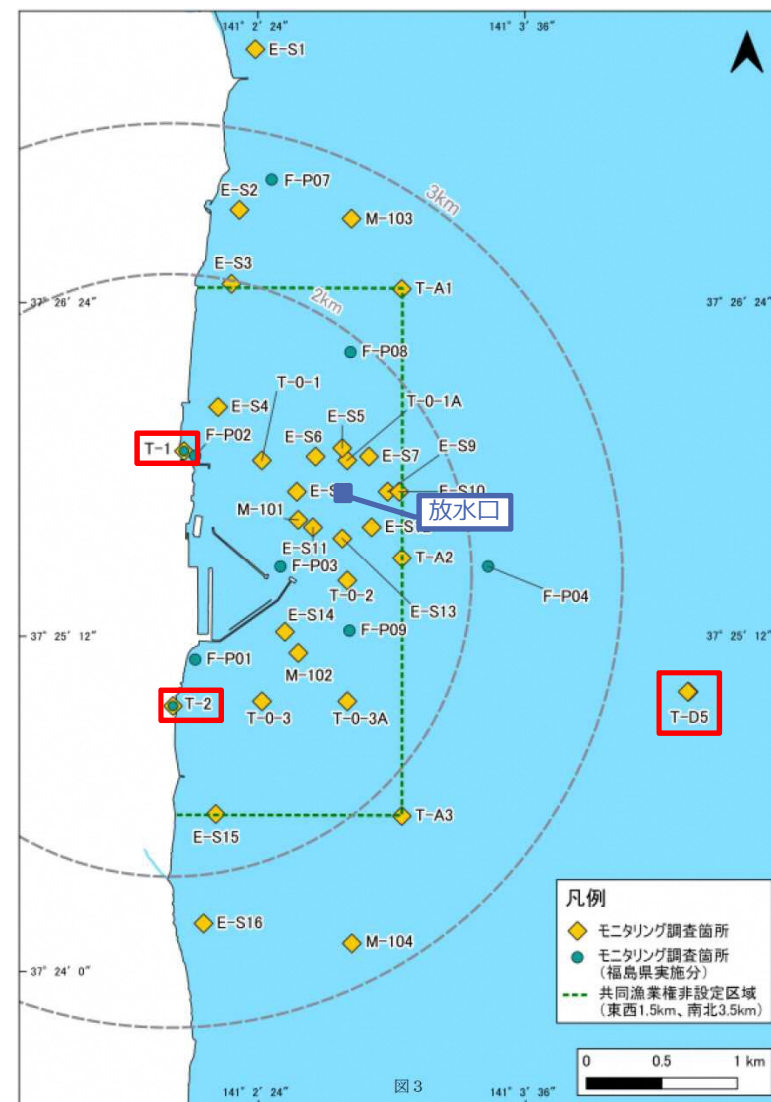 141° 2′ 24″
141° 3′ 36″
E-S1
F-P07
E-S2
M-103
3km
E-S3
T-A1
37° 26′ 24″
37° 26′ 24″
2km
F-P08
T-0-1
T-0-1A
E-S4
E-S5
F-P02
E-S6
E-S9
T-1
E-S7
E-S
E-S10
放水口
M-101
E-S12
E-S11
T-A2
F-P03
F-P04
T-0-2
E-S13
E-S14
37° 25′ 12″
37° 25′ 12″
F-P09
F-P01
M-102
T-2
T-0-3
T-0-3A
T-D5
E-S15
T-A3
凡例
モニタリング調査箇所
モニタリング調査箇所
(福島県実施分)
共同漁業権非設定区域
(東西1.5km、南北3.5km)
E-S16
M-104
37° 24′ 0″
0 0.5 1 km
141° 2′ 24″
図3
141° 3′ 36″